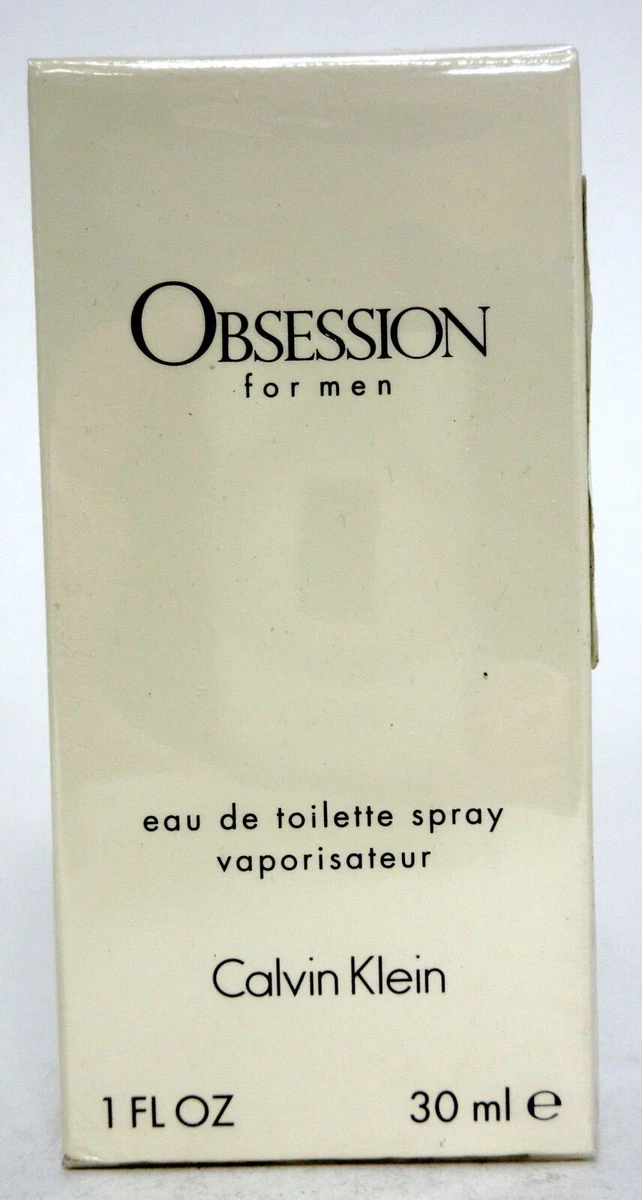 OBSESSION
for men
eau de toilette spray
vaporisateur
Calvin Klein
1 FL OZ 30 ml ℮